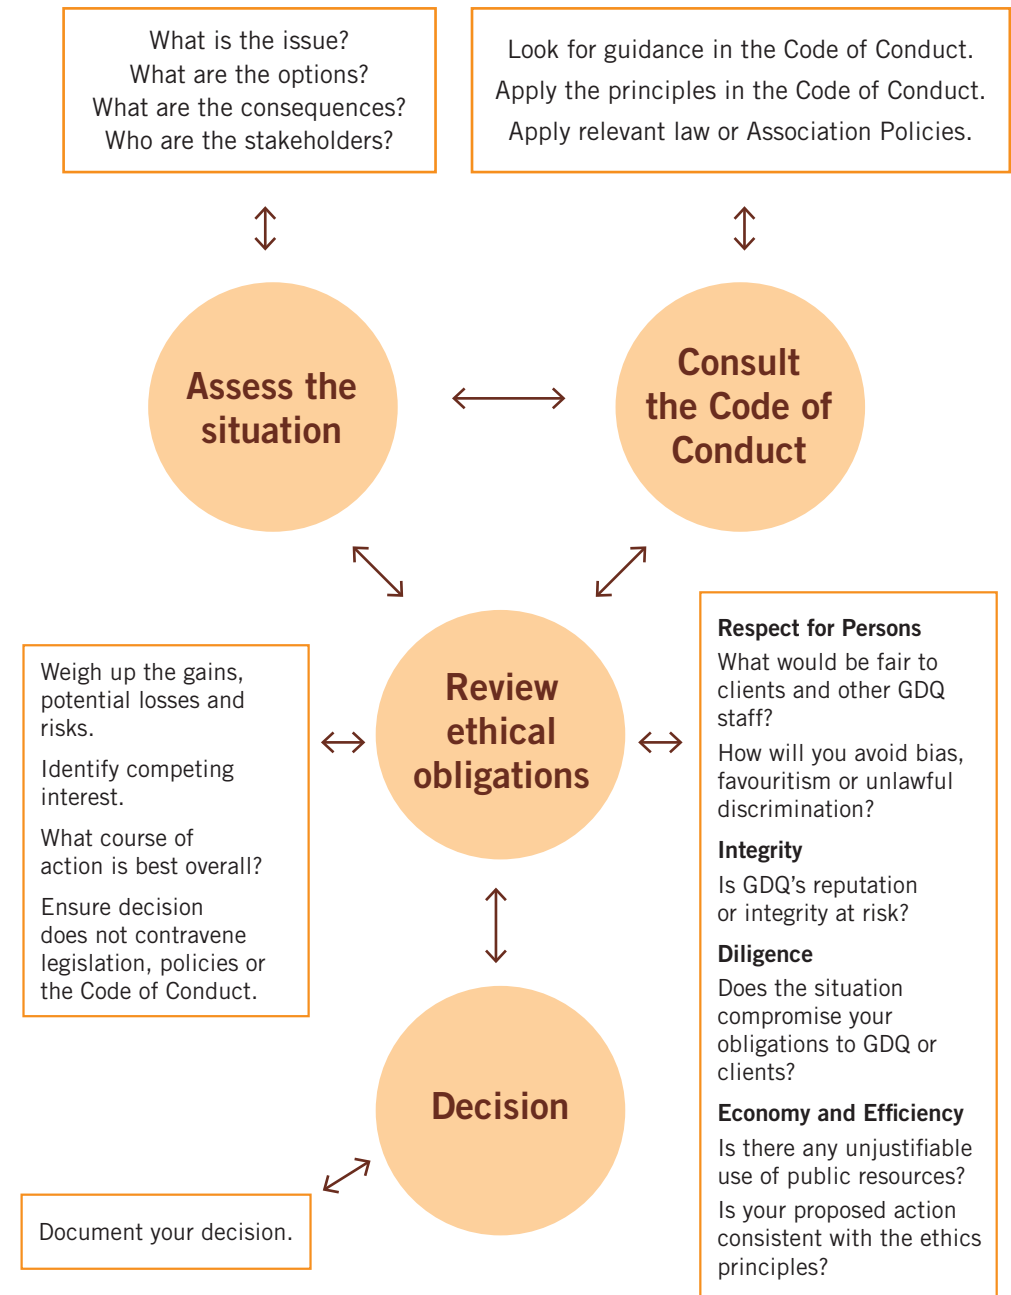 What is the issue?
What are the options?
What are the consequences?
Who are the stakeholders?
Look for guidance in the Code of Conduct.
Apply the principles in the Code of Conduct.
Apply relevant law or Association Policies.
Assess the
situation
Consult
the Code of
Conduct
Review
ethical
obligations
Weigh up the gains,
potential losses and
risks.
Identify competing
interest.
What course of
action is best overall?
Ensure decision
does not contravene
legislation, policies or
the Code of Conduct.
Respect for Persons
What would be fair to
clients and other GDQ
staff?
How will you avoid bias,
favouritism or unlawful
discrimination?
Integrity
Is GDQ’s reputation
or integrity at risk?
Diligence
Does the situation
compromise your
obligations to GDQ or
clients?
Economy and Efficiency
Is there any unjustifiable
use of public resources?
Is your proposed action
consistent with the ethics
principles?
Decision
Document your decision.